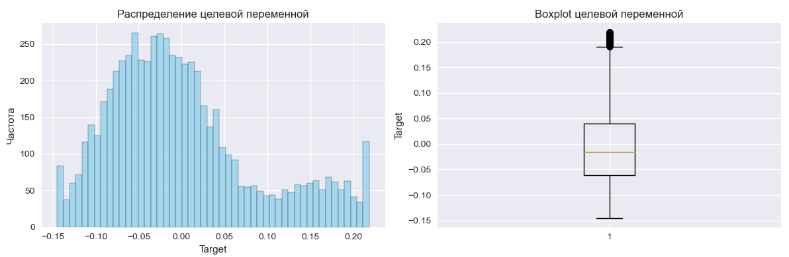 Распределение целевой переменной
Частота
250
200
150
100
50
0
−0.15 −0.10 −0.05 0.00 0.05 0.10 0.15 0.20
Target
Boxplot целевой переменной
Target
0.20
0.15
0.10
0.05
0.00
−0.05
−0.10
−0.15
1